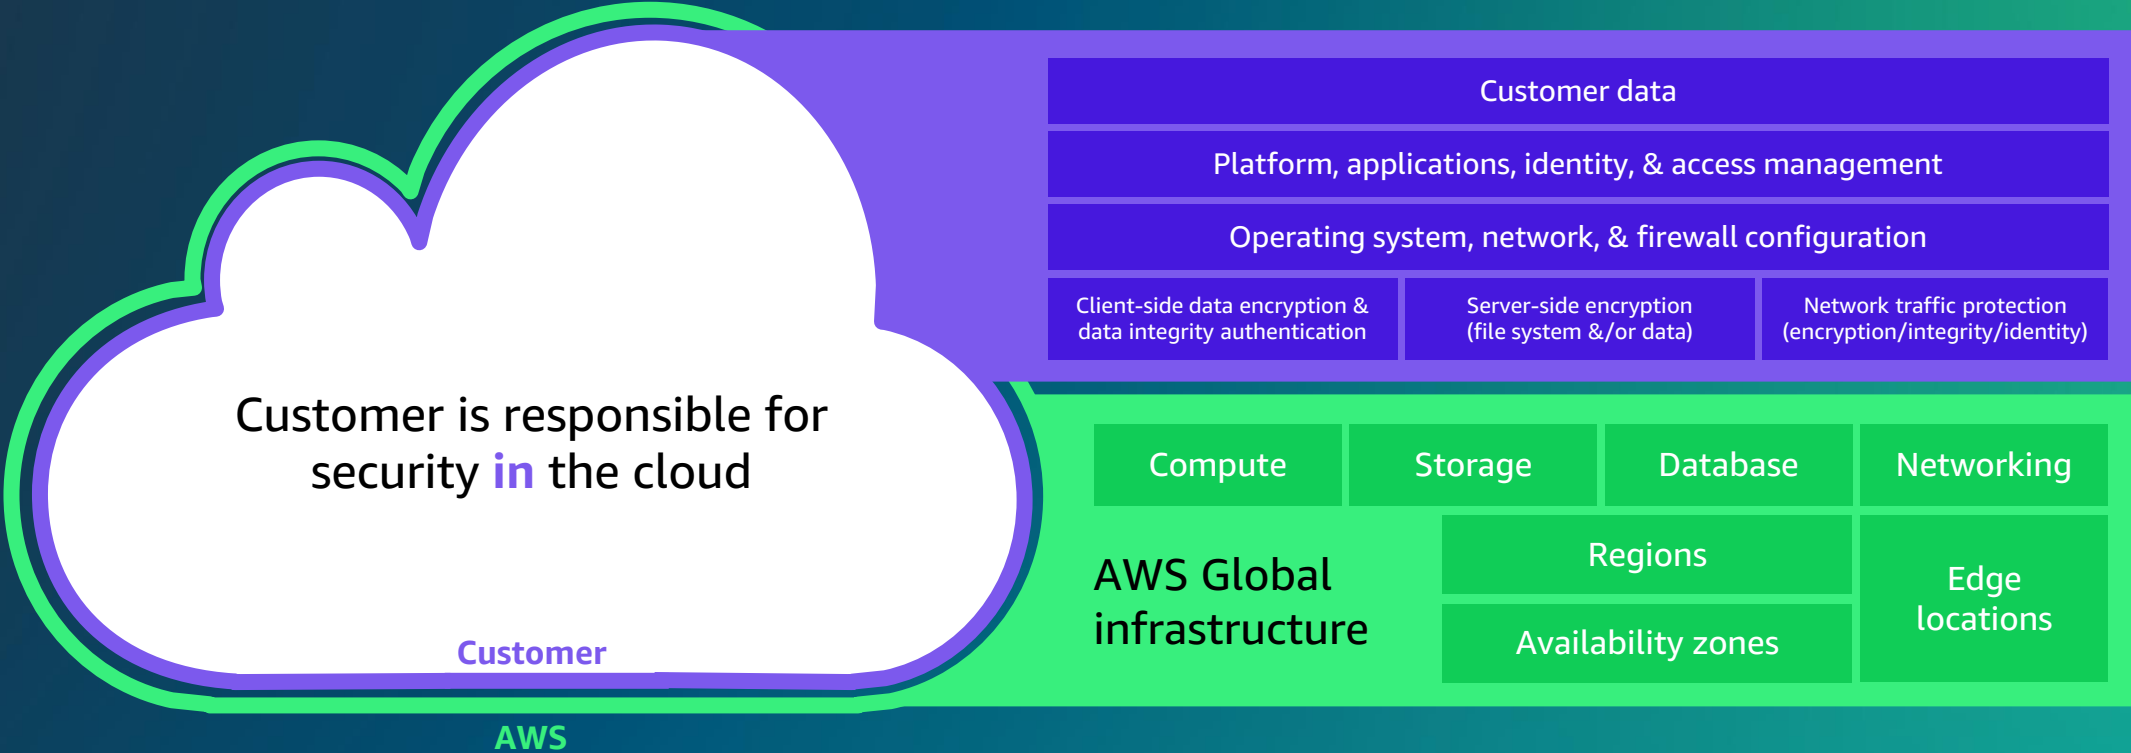 Customer data
Platform, applications, identity, & access management
Operating system, network, & firewall configuration
Client-side data encryption &
data integrity authentication
Server-side encryption
(file system &/or data)
Network traffic protection
(encryption/integrity/identity)
Customer is responsible for
security in the cloud
Customer
AWS
Compute
Storage
Database
Networking
AWS Global
infrastructure
Regions
Availability zones
Edge
locations